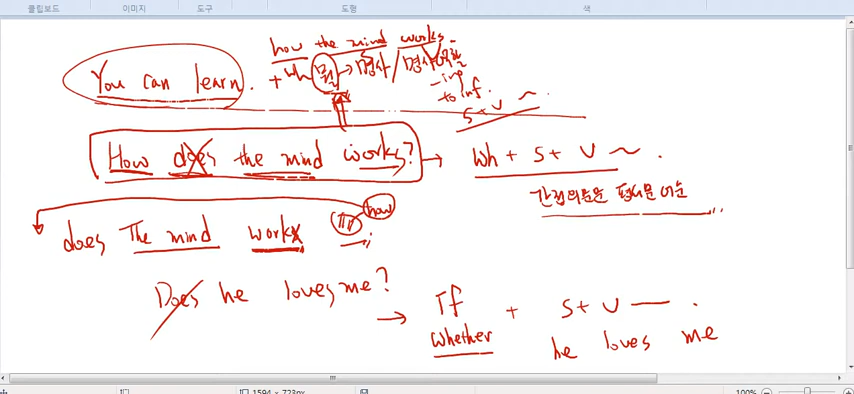 클립보드 이미지 도구 도형 색
how the mind works.
You can learn. + wh 뭘 → 명사 / 명사역할
-ing
to inf.
S + V ~.
How does the mind works? → Wh + S + V ~ .
간접의문문 평서문 어순
how
does The mind works
Does he loves me? → If + S + V — .
whether he loves me
1594 × 723px 100%